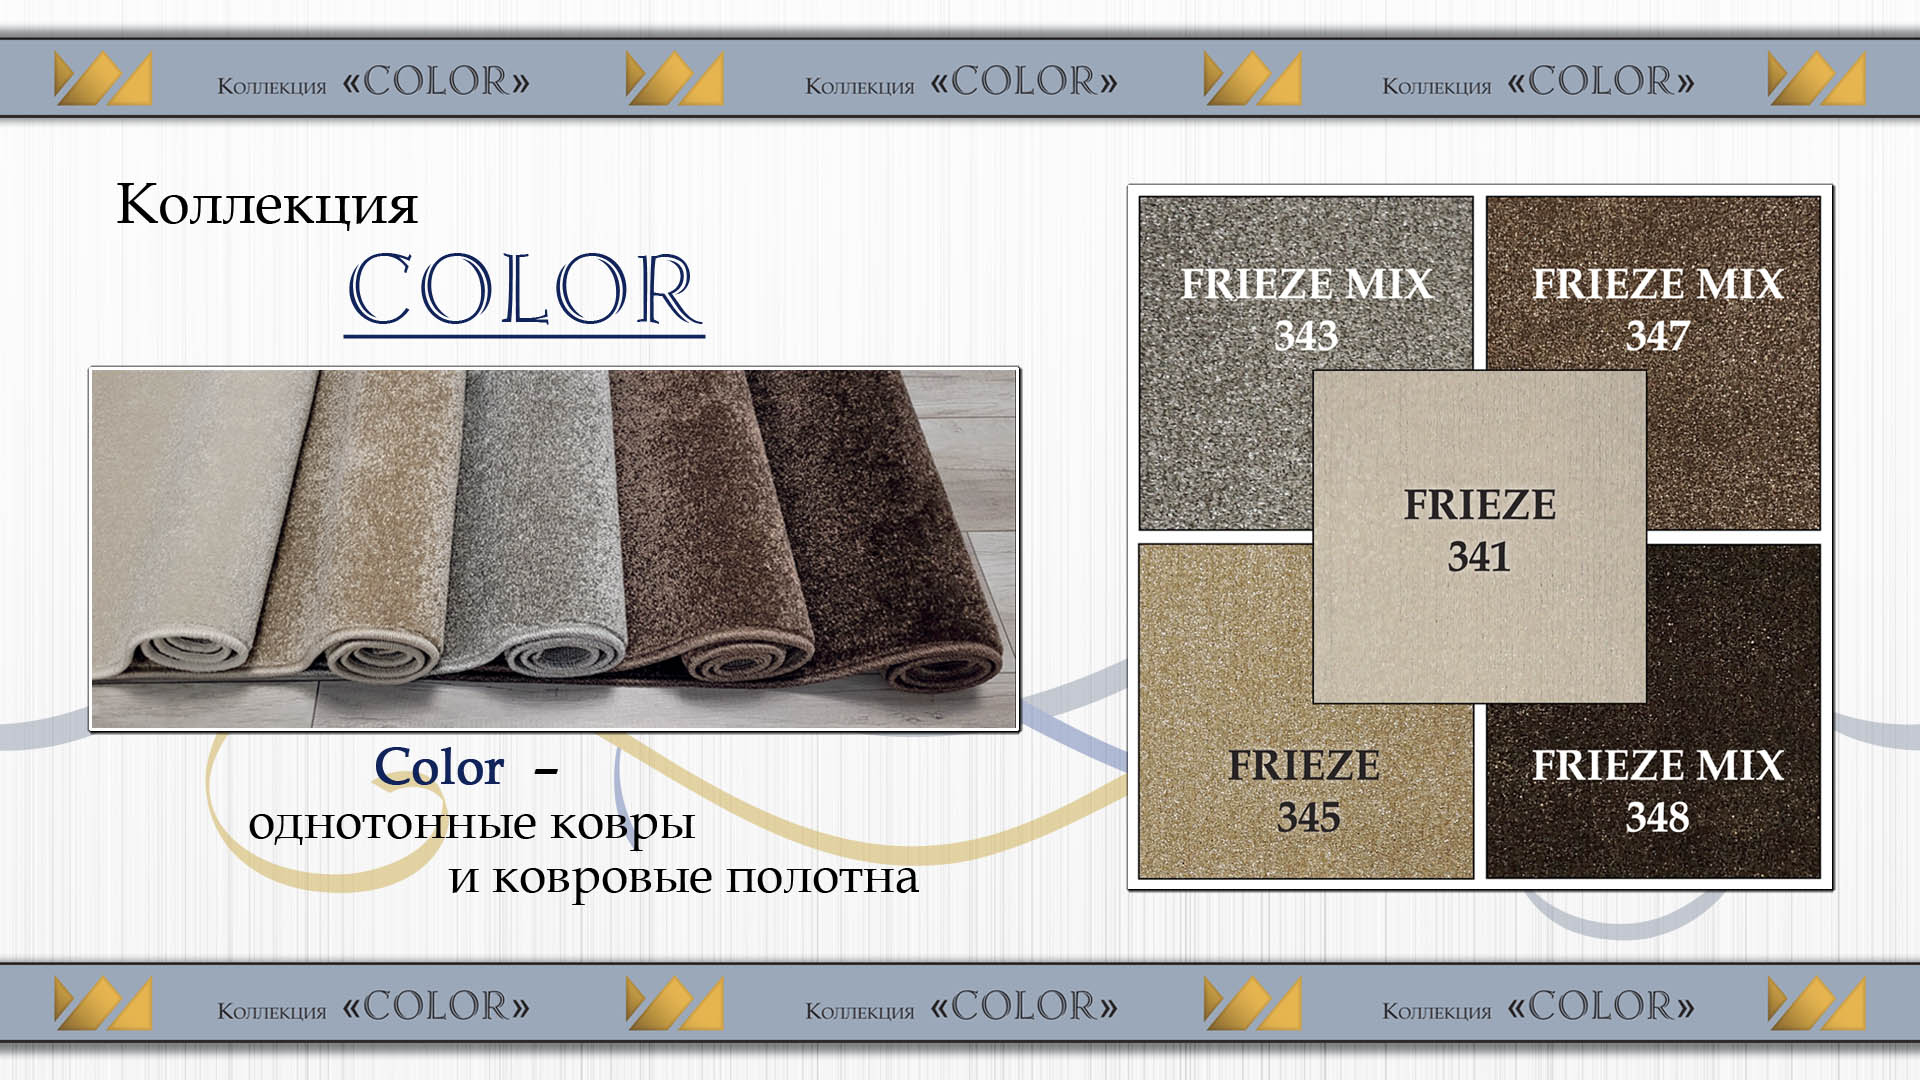 Коллекция «COLOR» Коллекция «COLOR» Коллекция «COLOR»
Коллекция
COLOR
FRIEZE MIX
343
FRIEZE MIX
347
FRIEZE
341
FRIEZE
345
FRIEZE MIX
348
Color –
однотонные ковры
и ковровые полотна
Коллекция «COLOR» Коллекция «COLOR» Коллекция «COLOR»